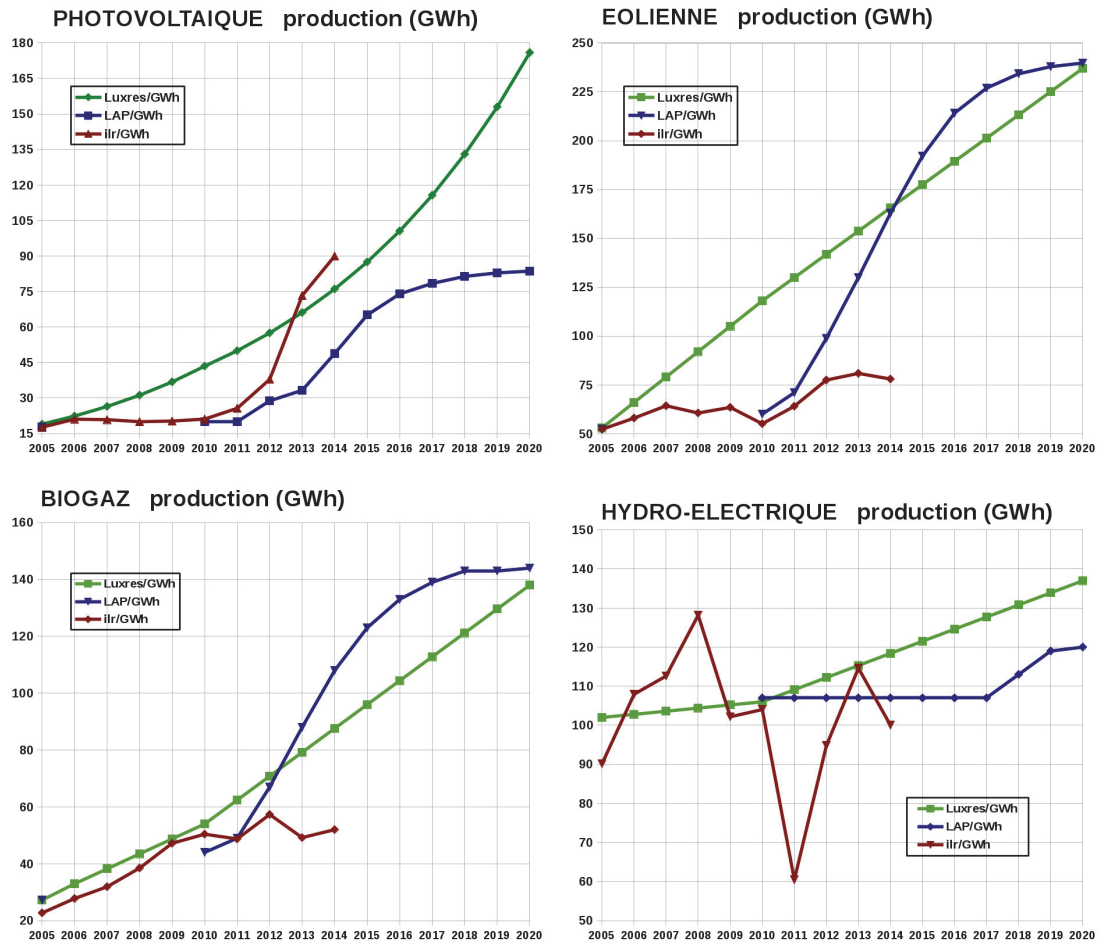 PHOTOVOLTAIQUE production (GWh)
180
165
150
135
120
105
90
75
60
45
30
15
Luxres/GWh
LAP/GWh
ilr/GWh
2005 2006 2007 2008 2009 2010 2011 2012 2013 2014 2015 2016 2017 2018 2019 2020
EOLIENNE production (GWh)
250
225
200
175
150
125
100
75
50
Luxres/GWh
LAP/GWh
ilr/GWh
2005 2006 2007 2008 2009 2010 2011 2012 2013 2014 2015 2016 2017 2018 2019 2020
BIOGAZ production (GWh)
160
140
120
100
80
60
40
20
Luxres/GWh
LAP/GWh
ilr/GWh
2005 2006 2007 2008 2009 2010 2011 2012 2013 2014 2015 2016 2017 2018 2019 2020
HYDRO-ELECTRIQUE production (GWh)
150
140
130
120
110
100
90
80
70
60
50
Luxres/GWh
LAP/GWh
ilr/GWh
2005 2006 2007 2008 2009 2010 2011 2012 2013 2014 2015 2016 2017 2018 2019 2020